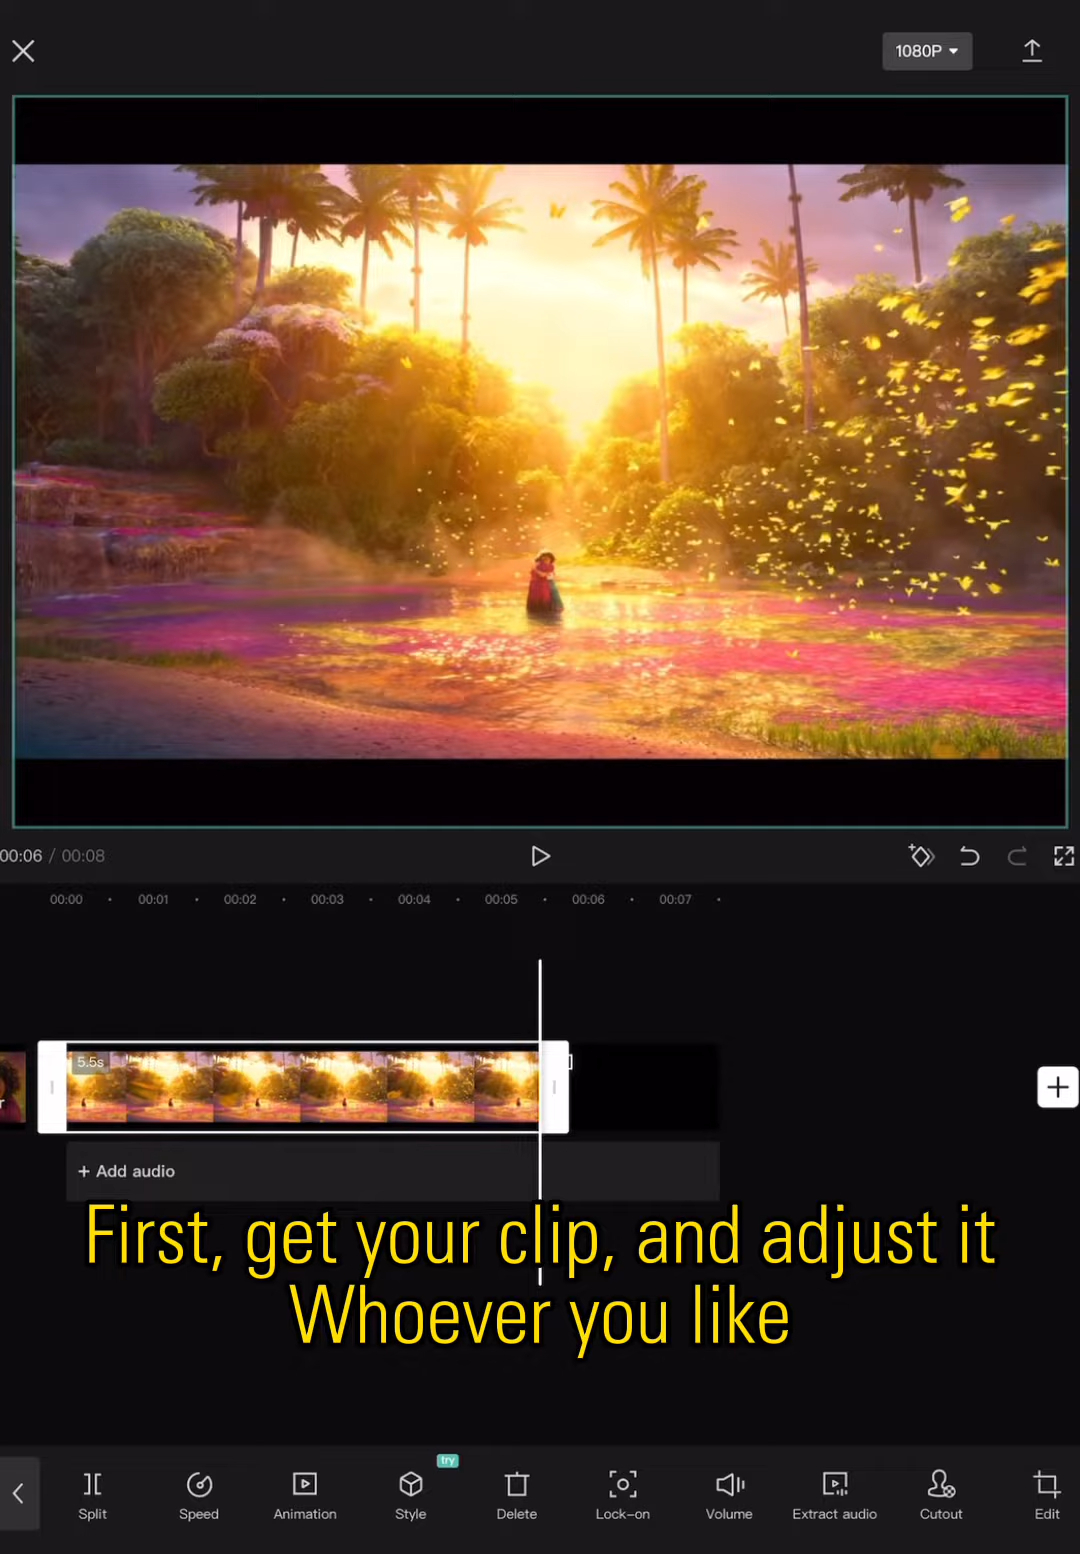 1080P
00:06 / 00:08
00:00 00:01 00:02 00:03 00:04 00:05 00:06 00:07
5.5s
r
+ Add audio
First, get your clip, and adjust it
Whoever you like
try
Split Speed Animation Style Delete Lock-on Volume Extract audio Cutout Edit